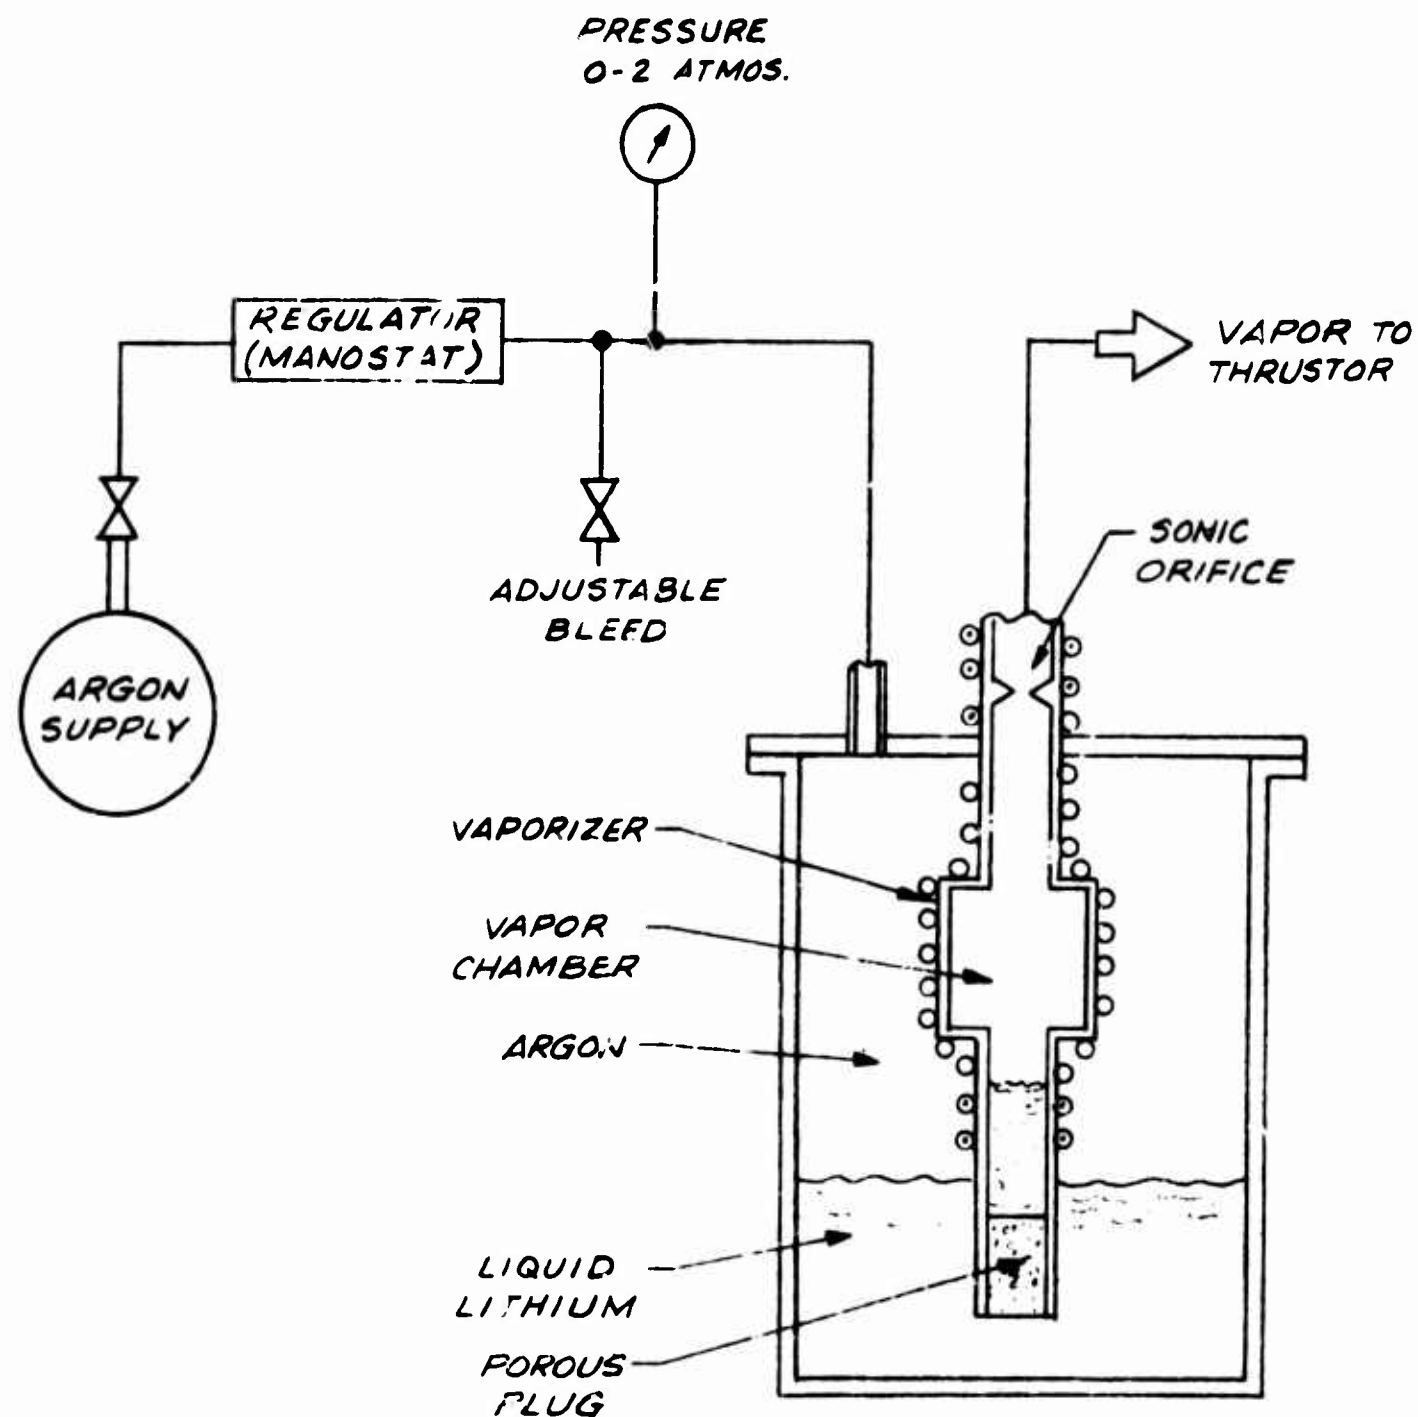 PRESSURE
0-2 ATMOS.
REGULATOR
(MANOSTAT)
VAPOR TO
THRUSTOR
SONIC
ORIFICE
ADJUSTABLE
BLEED
ARGON
SUPPLY
VAPORIZER
VAPOR
CHAMBER
ARGON
LIQUID
LITHIUM
POROUS
PLUG